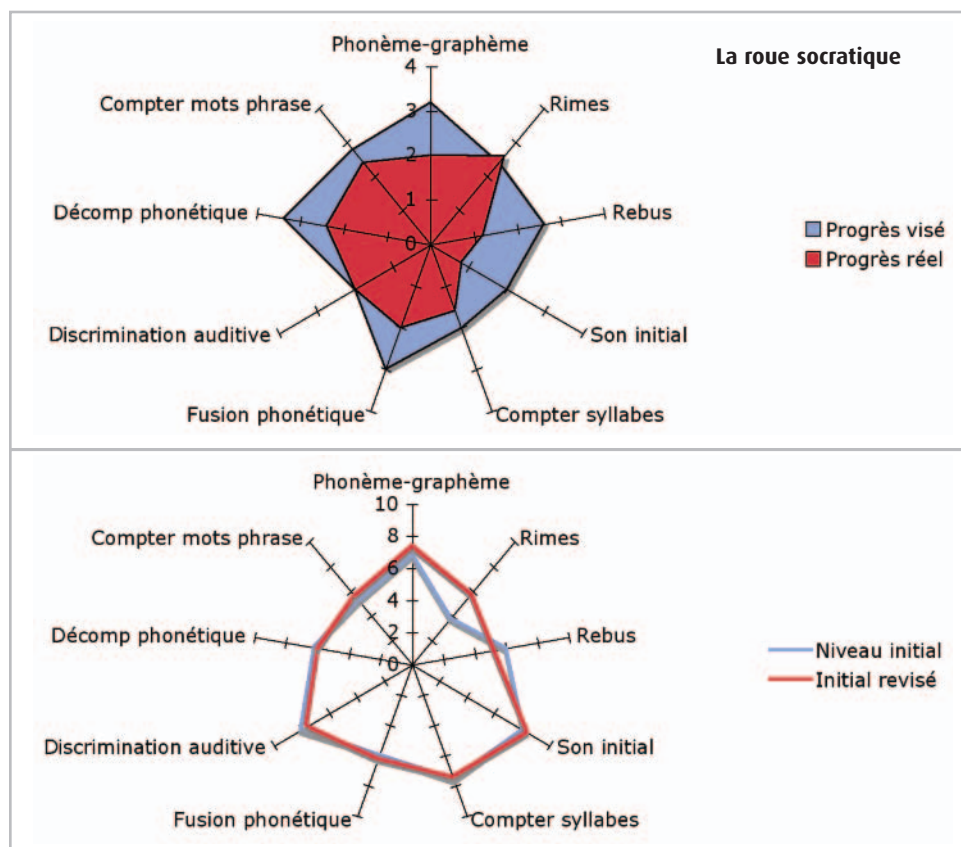 La roue socratique
Phonème-graphème
4
Compter mots phrase
Rimes
3
2
Décomp phonétique
Rebus
1
Progrès visé
0
Progrès réel
Discrimination auditive
Son initial
Fusion phonétique
Compter syllabes
Phonème-graphème
10
Compter mots phrase
Rimes
8
6
4
Décomp phonétique
Rebus
2
Niveau initial
0
Initial revisé
Discrimination auditive
Son initial
Fusion phonétique
Compter syllabes